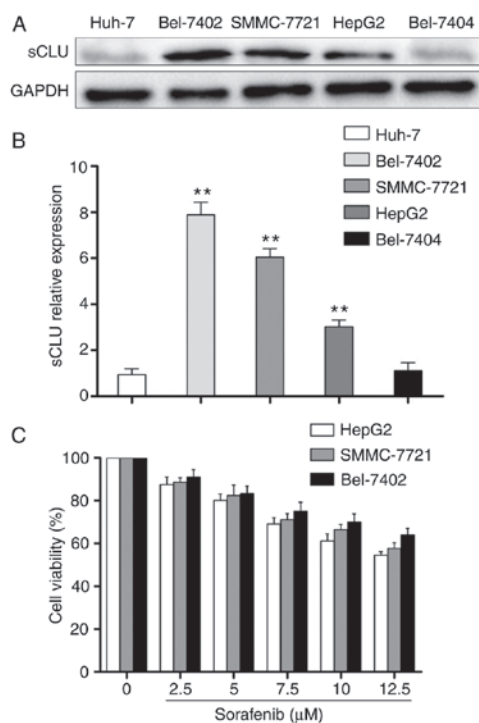 A
Huh-7 Bel-7402 SMMC-7721 HepG2 Bel-7404
sCLU
GAPDH
B
Huh-7
Bel-7402
SMMC-7721
HepG2
Bel-7404
sCLU relative expression
10
8
6
4
2
0
**
**
**
C
HepG2
SMMC-7721
Bel-7402
Cell viability (%)
100
80
60
40
20
0
0 2.5 5 7.5 10 12.5
Sorafenib (μM)